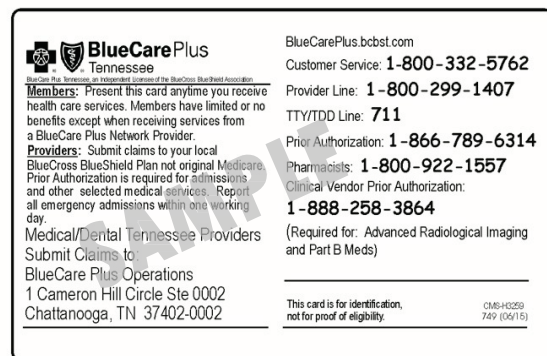 BlueCare Plus
Tennessee
BlueCare Plus Tennessee, an Independent Licensee of the BlueCross BlueShield Association
Members: Present this card anytime you receive
health care services. Members have limited or no
benefits except when receiving services from
a BlueCare Plus Network Provider.
Providers: Submit claims to your local
BlueCross BlueShield Plan not original Medicare.
Prior Authorization is required for admissions
and other selected medical services. Report
all emergency admissions within one working
day.
Medical/Dental Tennessee Providers
Submit Claims to:
BlueCare Plus Operations
1 Cameron Hill Circle Ste 0002
Chattanooga, TN 37402-0002
BlueCarePlus.bcbst.com
Customer Service: 1-800-332-5762
Provider Line: 1-800-299-1407
TTY/TDD Line: 711
Prior Authorization: 1-866-789-6314
Pharmacists: 1-800-922-1557
Clinical Vendor Prior Authorization:
1-888-258-3864
(Required for: Advanced Radiological Imaging
and Part B Meds)
This card is for identification,
not for proof of eligibility.
CMS-H3259
749 (06/15)
SAMPLE